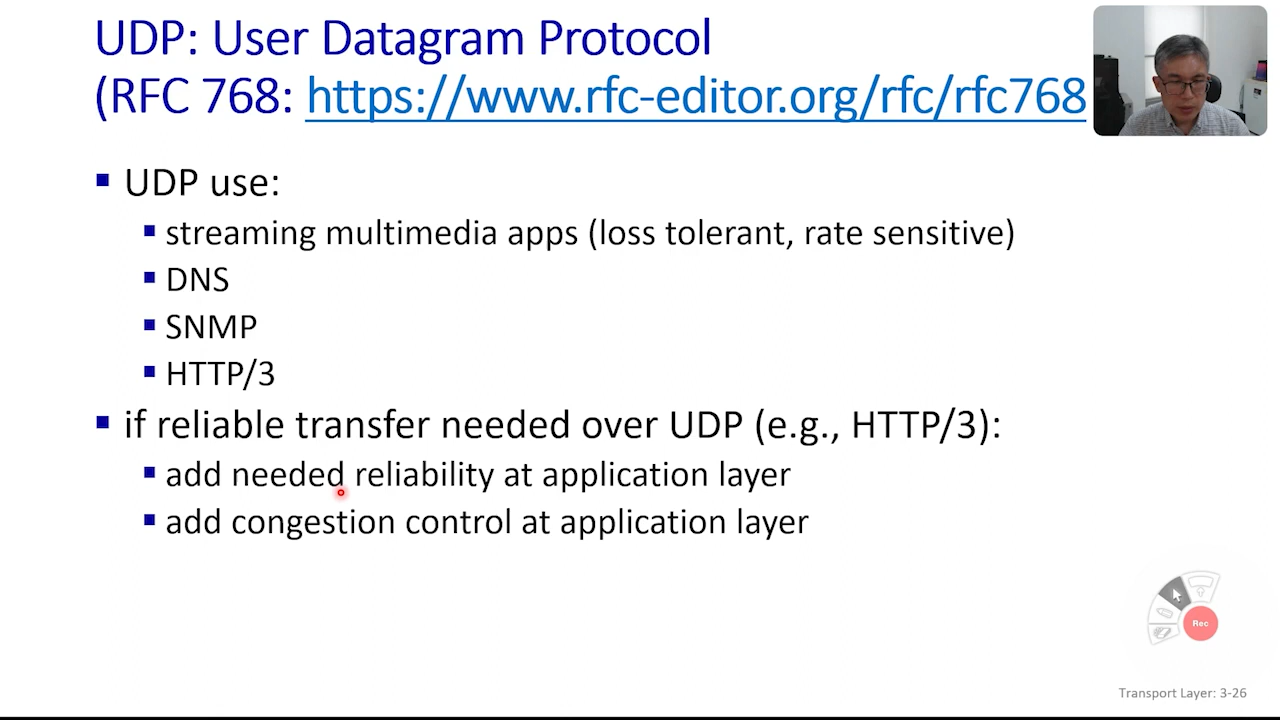 UDP: User Datagram Protocol
(RFC 768: https://www.rfc-editor.org/rfc/rfc768
UDP use:
streaming multimedia apps (loss tolerant, rate sensitive)
DNS
SNMP
HTTP/3
if reliable transfer needed over UDP (e.g., HTTP/3):
add needed reliability at application layer
add congestion control at application layer
Rec
Transport Layer: 3-26